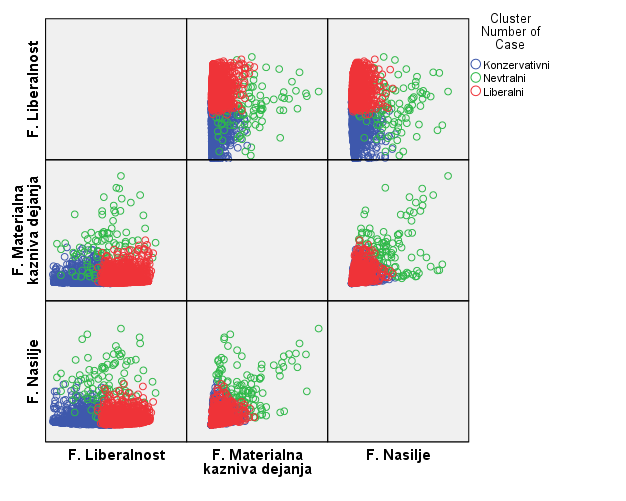 Cluster
Number of
Case
Konzervativni
Nevtralni
Liberalni
F. Liberalnost
F. Materialna
kazniva dejanja
F. Nasilje
F. Liberalnost
F. Materialna
kazniva dejanja
F. Nasilje